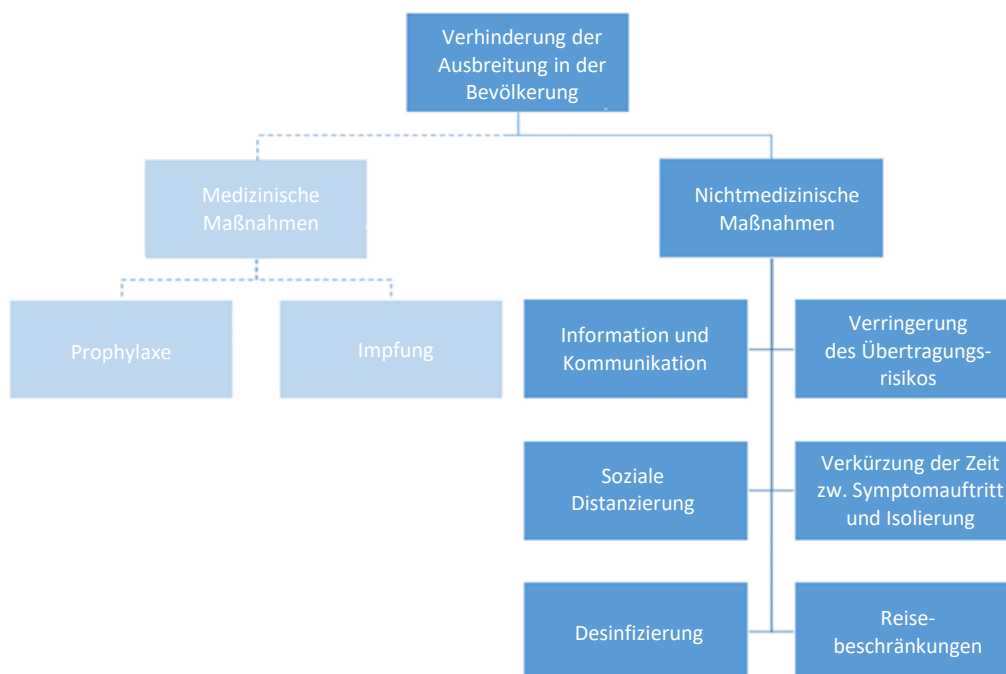 Verhinderung der
Ausbreitung in der
Bevölkerung
Medizinische
Maßnahmen
Nichtmedizinische
Maßnahmen
Prophylaxe
Impfung
Information und
Kommunikation
Verringerung
des Übertragungs-
risikos
Soziale
Distanzierung
Verkürzung der Zeit
zw. Symptomauftritt
und Isolierung
Desinfizierung
Reise-
beschränkungen